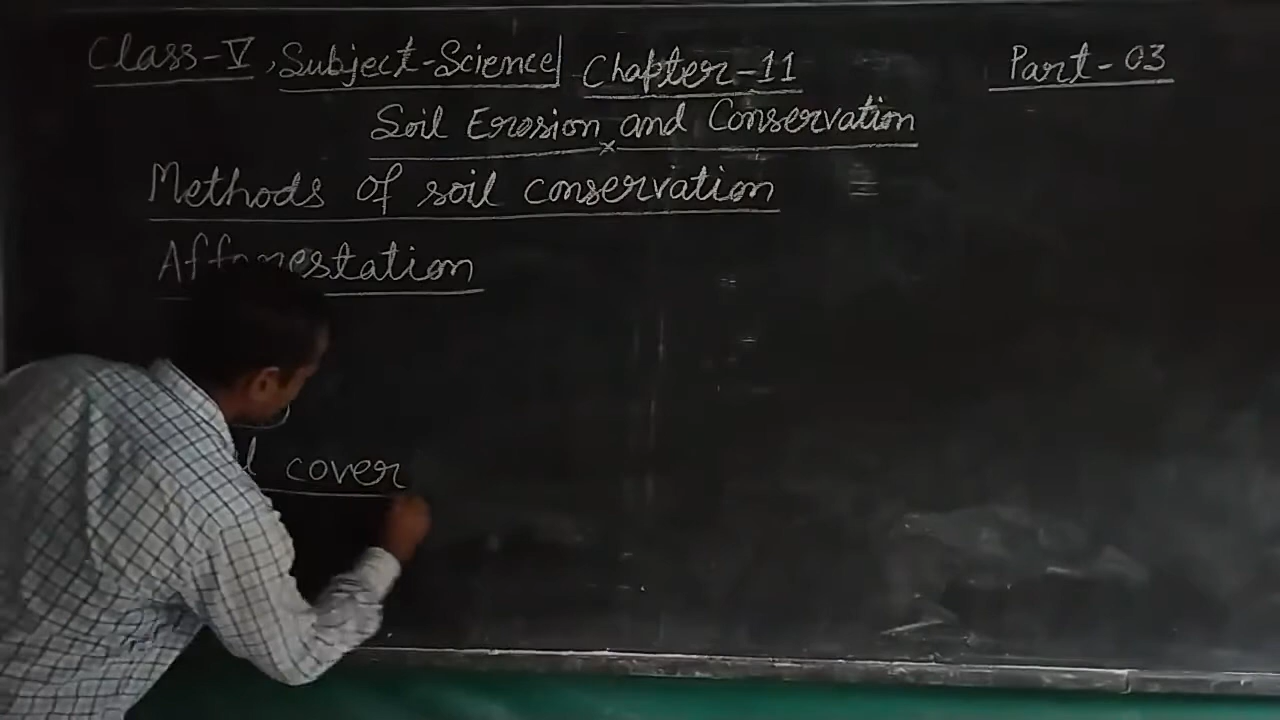 Class-V, Subject-Science| Chapter-11 Part-03
Soil Erosion and Conservation
Methods of soil conservation =
Afforestation
cover